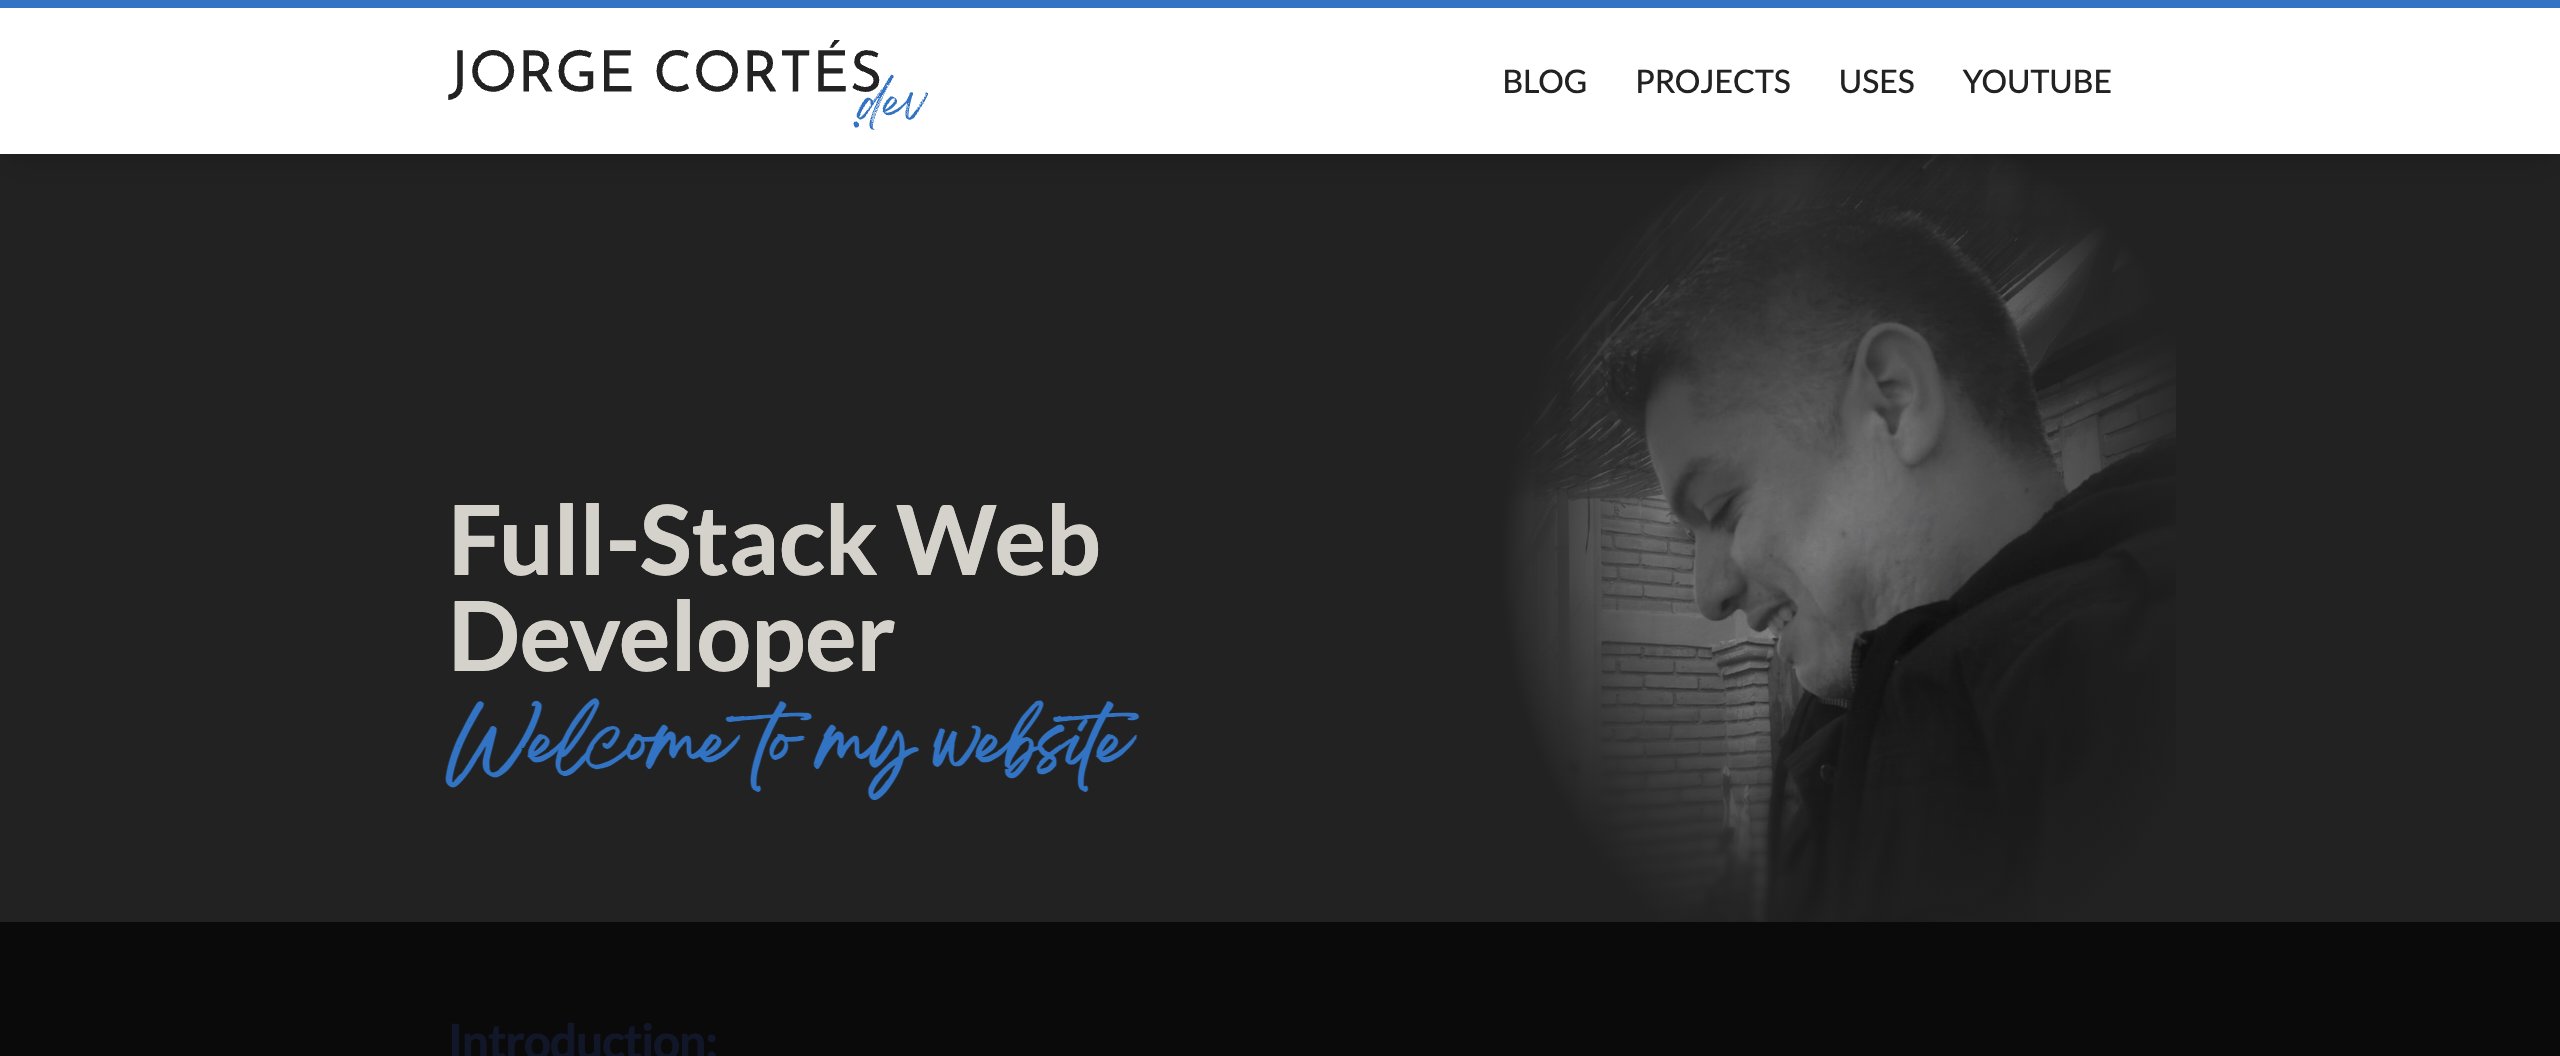 JORGE CORTÉS
.dev
BLOG PROJECTS USES YOUTUBE
Full-Stack Web
Developer
Welcome to my website
Introduction: